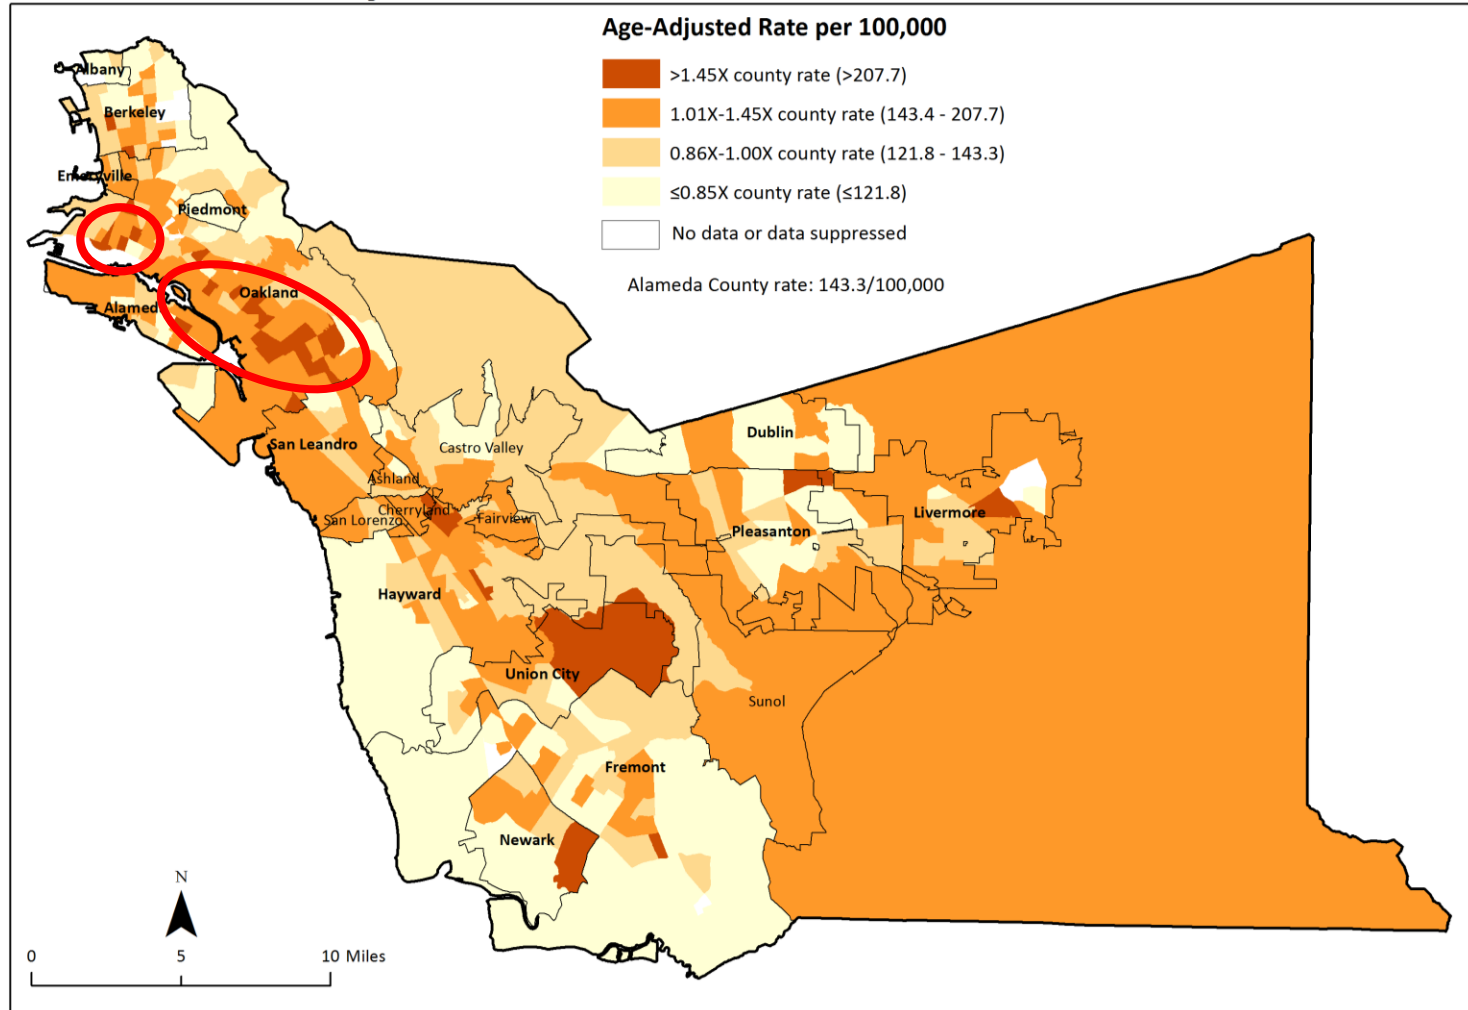 Age-Adjusted Rate per 100,000
>1.45X county rate (>207.7)
1.01X-1.45X county rate (143.4 - 207.7)
0.86X-1.00X county rate (121.8 - 143.3)
≤0.85X county rate (≤121.8)
No data or data suppressed
Alameda County rate: 143.3/100,000
Albany
Berkeley
Emeryville
Piedmont
Oakland
Alameda
San Leandro
Castro Valley
Dublin
Ashland
Cherryland
San Lorenzo
Fairview
Livermore
Pleasanton
Hayward
Union City
Sunol
Fremont
Newark
N
0 5 10 Miles